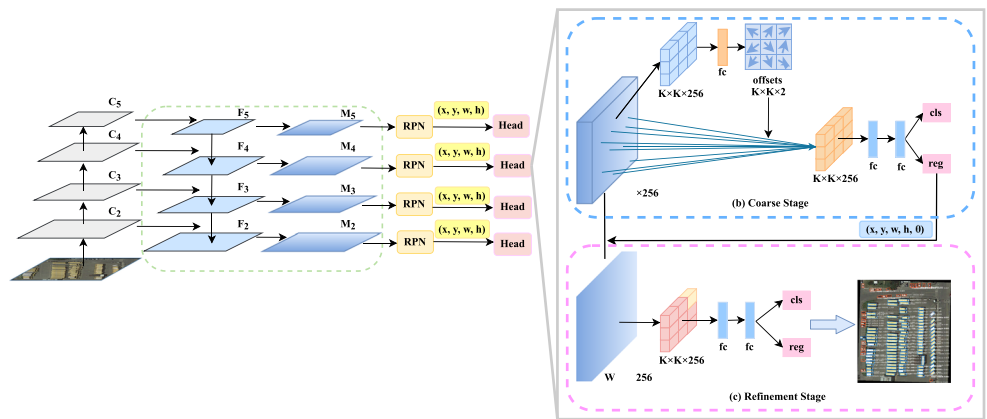 C5
C4
C3
C2
F5
F4
F3
F2
M5
M4
M3
M2
RPN
(x, y, w, h)
Head
RPN
(x, y, w, h)
Head
RPN
(x, y, w, h)
Head
RPN
(x, y, w, h)
Head
K×K×256
fc
offsets
K×K×2
×256
K×K×256
fc
fc
cls
reg
(b) Coarse Stage
(x, y, w, h, 0)
W
256
K×K×256
fc
fc
cls
reg
(c) Refinement Stage